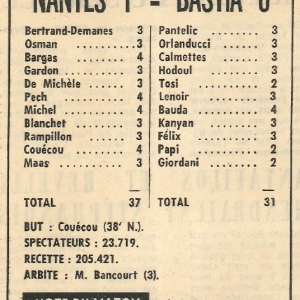 NANTES 1 - BASTIA 0
Bertrand-Demanes 3 Pantelic ........... 3
Osman ............ 3 Orlanducci ........ 3
Bargas ............ 4 Calmettes ......... 3
Gardon ........... 3 Hodoul ............ 3
De Michèle ....... 3 Tosi ............... 2
Pech .............. 4 Lenoir ............ 3
Michel ............ 4 Bauda ............. 4
Blanchet .......... 3 Kanyan ............ 3
Rampillon ......... 3 Félix .............. 3
Couécou .......... 4 Papi ............... 2
Maas .............. 3 Giordani .......... 2
TOTAL 37 TOTAL 31
BUT : Couécou (38' N.).
SPECTATEURS : 23.719.
RECETTE : 205.421.
ARBITE : M. Bancourt (3).